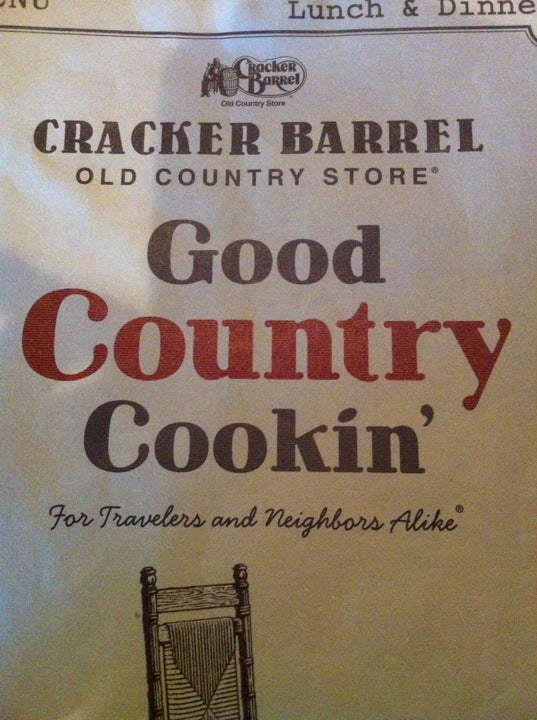 Lunch & Dinne
Cracker
Barrel
Old Country Store
CRACKER BARREL
OLD COUNTRY STORE®
Good
Country
Cookin'
For Travelers and Neighbors Alike®